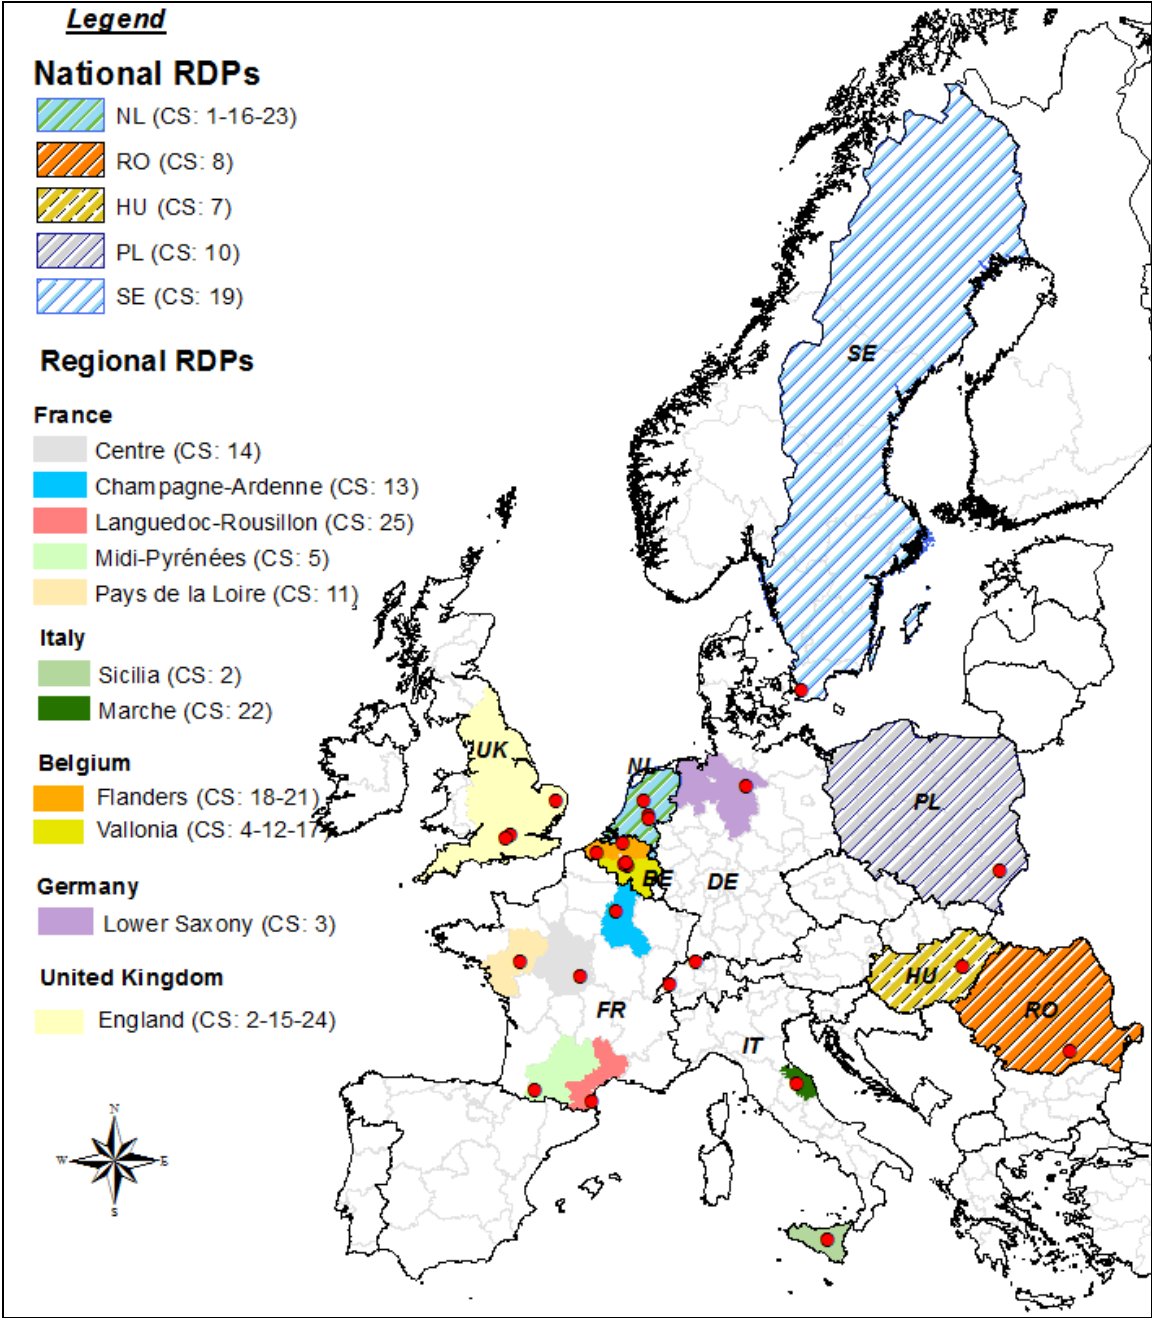 Legend
National RDPs
NL (CS: 1-16-23)
RO (CS: 8)
HU (CS: 7)
PL (CS: 10)
SE (CS: 19)
Regional RDPs
France
Centre (CS: 14)
Champagne-Ardenne (CS: 13)
Languedoc-Rousillon (CS: 25)
Midi-Pyrénées (CS: 5)
Pays de la Loire (CS: 11)
Italy
Sicilia (CS: 2)
Marche (CS: 22)
Belgium
Flanders (CS: 18-21)
Vallonia (CS: 4-12-17)
Germany
Lower Saxony (CS: 3)
United Kingdom
England (CS: 2-15-24)
N
W
E
S
SE
UK
NL
PL
BE
DE
HU
FR
RO
IT